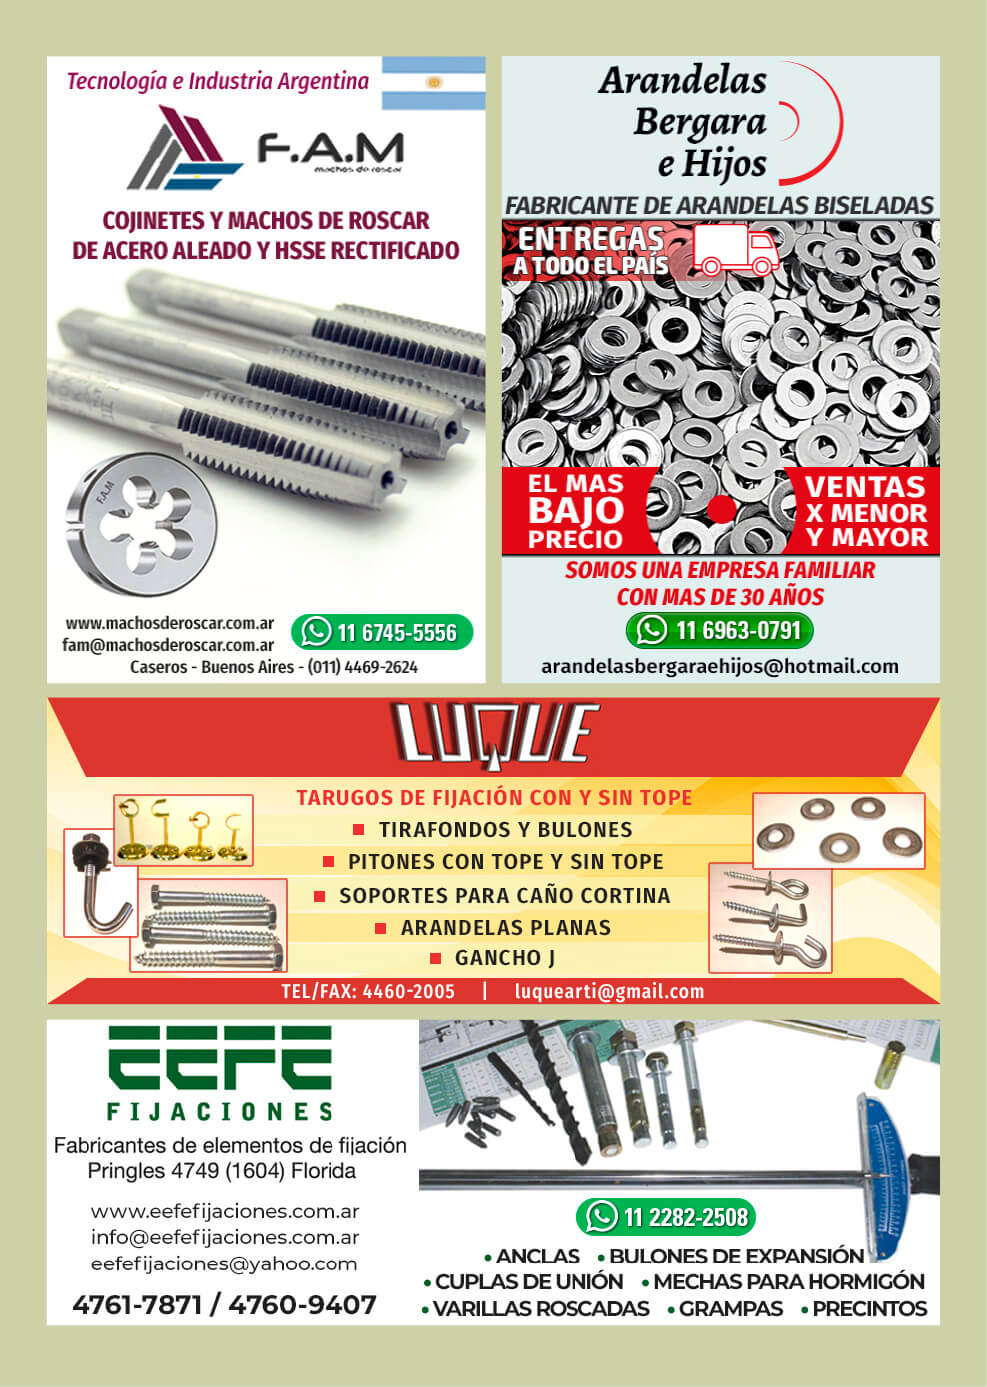 Tecnología e Industria Argentina
F.A.M
machos de roscar
COJINETES Y MACHOS DE ROSCAR
DE ACERO ALEADO Y HSSE RECTIFICADO
F.A.M
www.machosderoscar.com.ar
fam@machosderoscar.com.ar
11 6745-5556
Caseros - Buenos Aires - (011) 4469-2624
Arandelas
Bergara
e Hijos
FABRICANTE DE ARANDELAS BISELADAS
ENTREGAS
A TODO EL PAÍS
EL MAS
BAJO
PRECIO
VENTAS
X MENOR
Y MAYOR
SOMOS UNA EMPRESA FAMILIAR
CON MAS DE 30 AÑOS
11 6963-0791
arandelasbergaraehijos@hotmail.com
LUQUE
TARUGOS DE FIJACIÓN CON Y SIN TOPE
TIRAFONDOS Y BULONES
PITONES CON TOPE Y SIN TOPE
SOPORTES PARA CAÑO CORTINA
ARANDELAS PLANAS
GANCHO J
TEL/FAX: 4460-2005 | luquearti@gmail.com
EEFE
FIJACIONES
Fabricantes de elementos de fijación
Pringles 4749 (1604) Florida
www.eefefijaciones.com.ar
info@eefefijaciones.com.ar
eefefijaciones@yahoo.com
4761-7871 / 4760-9407
11 2282-2508
• ANCLAS • BULONES DE EXPANSIÓN
• CUPLAS DE UNIÓN • MECHAS PARA HORMIGÓN
• VARILLAS ROSCADAS • GRAMPAS • PRECINTOS